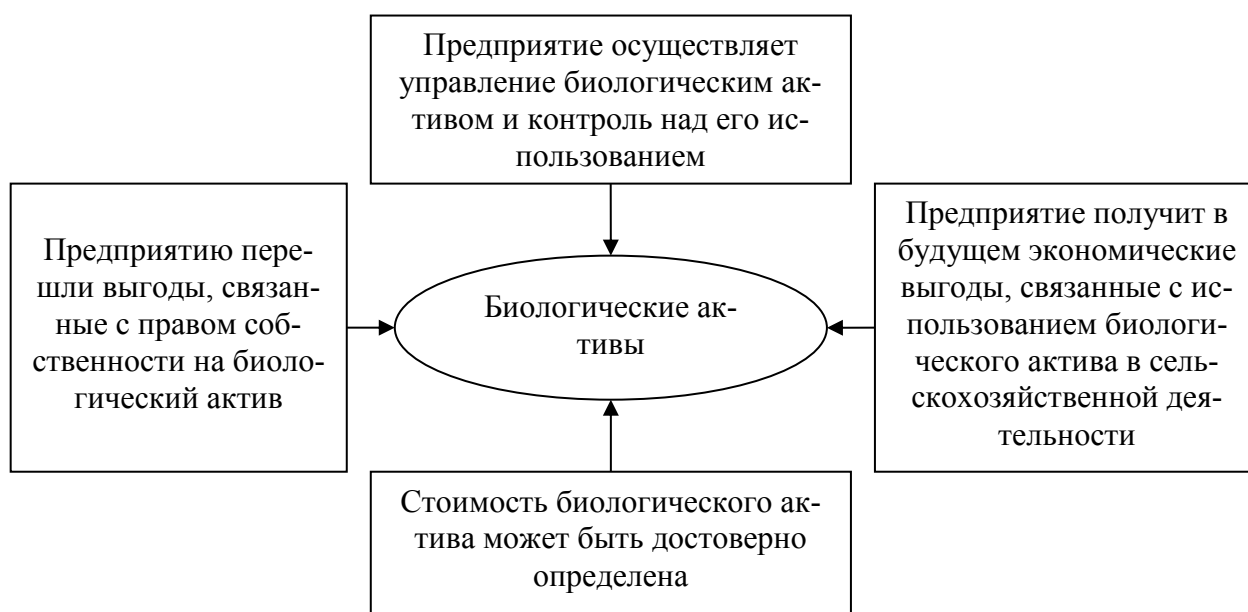 Предприятие осуществляет
управление биологическим ак-
тивом и контроль над его ис-
пользованием
Предприятию пере-
шли выгоды, связан-
ные с правом соб-
ственности на биоло-
гический актив
Биологические ак-
тивы
Предприятие получит в
будущем экономические
выгоды, связанные с ис-
пользованием биологи-
ческого актива в сель-
скохозяйственной дея-
тельности
Стоимость биологического ак-
тива может быть достоверно
определена